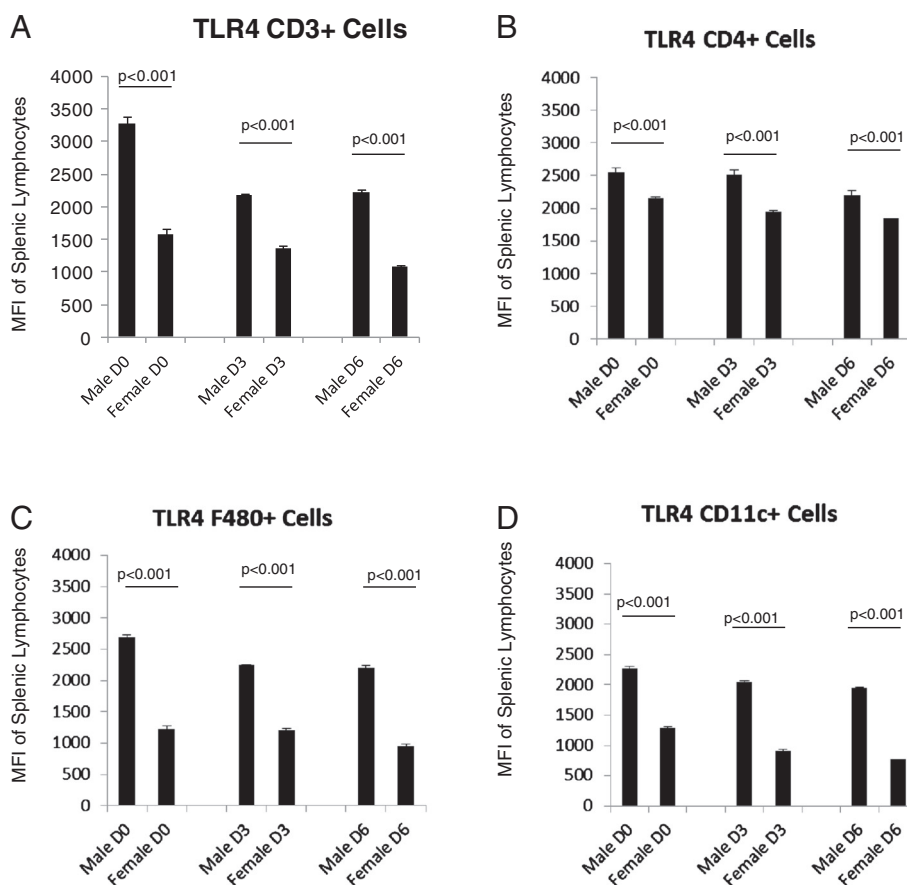 A
TLR4 CD3+ Cells
MFI of Splenic Lymphocytes
4000
3500
3000
2500
2000
1500
1000
500
0
p<0.001
p<0.001
p<0.001
Male D0
Female D0
Male D3
Female D3
Male D6
Female D6
B
TLR4 CD4+ Cells
MFI of Splenic Lymphocytes
4000
3500
3000
2500
2000
1500
1000
500
0
p<0.001
p<0.001
p<0.001
Male D0
Female D0
Male D3
Female D3
Male D6
Female D6
C
TLR4 F480+ Cells
MFI of Splenic Lymphocytes
4000
3500
3000
2500
2000
1500
1000
500
0
p<0.001
p<0.001
p<0.001
Male D0
Female D0
Male D3
Female D3
Male D6
Female D6
D
TLR4 CD11c+ Cells
MFI of Splenic Lymphocytes
4000
3500
3000
2500
2000
1500
1000
500
0
p<0.001
p<0.001
p<0.001
Male D0
Female D0
Male D3
Female D3
Male D6
Female D6